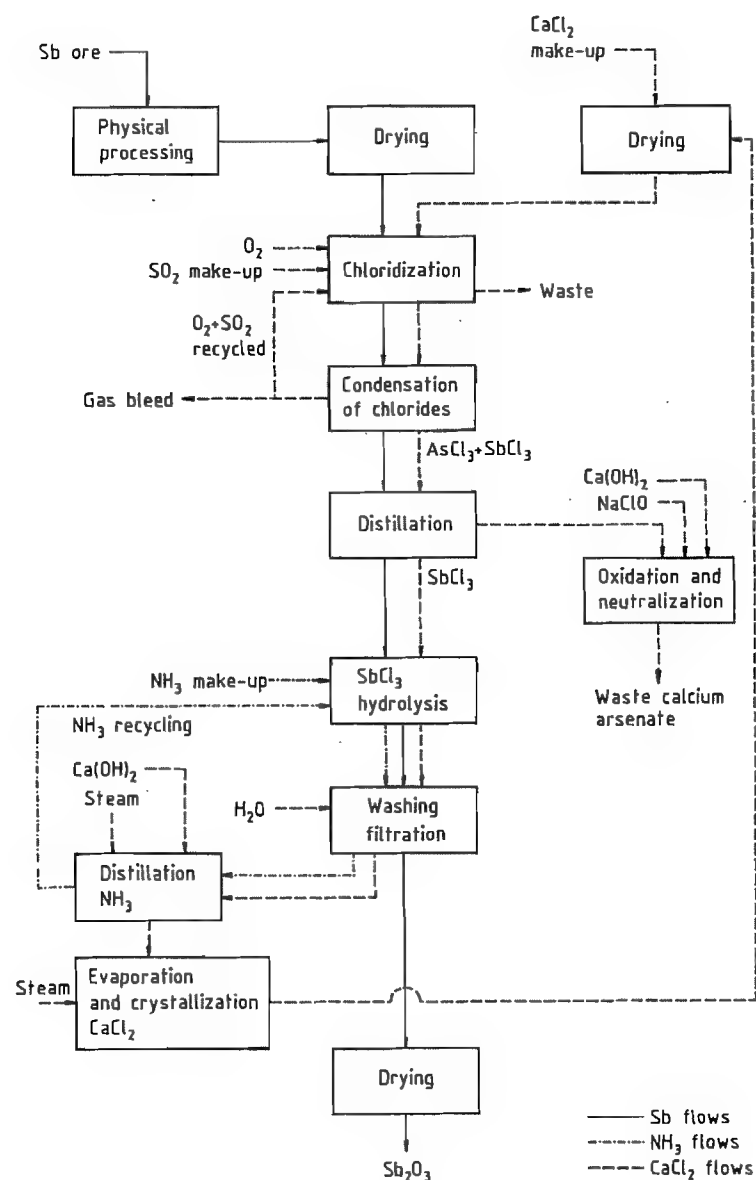 Sb ore
CaCl₂
make-up
Physical
processing
Drying
Drying
O₂
SO₂ make-up
Chloridization
Waste
O₂+SO₂
recycled
Gas bleed
Condensation
of chlorides
AsCl₃+SbCl₃
Distillation
Ca(OH)₂
NaClO
SbCl₃
Oxidation and
neutralization
NH₃ make-up
SbCl₃
hydrolysis
Waste calcium
arsenate
NH₃ recycling
Ca(OH)₂
Steam
H₂O
Washing
filtration
Distillation
NH₃
Steam
Evaporation
and crystallization
CaCl₂
Drying
Sb₂O₃
Sb flows
NH₃ flows
CaCl₂ flows